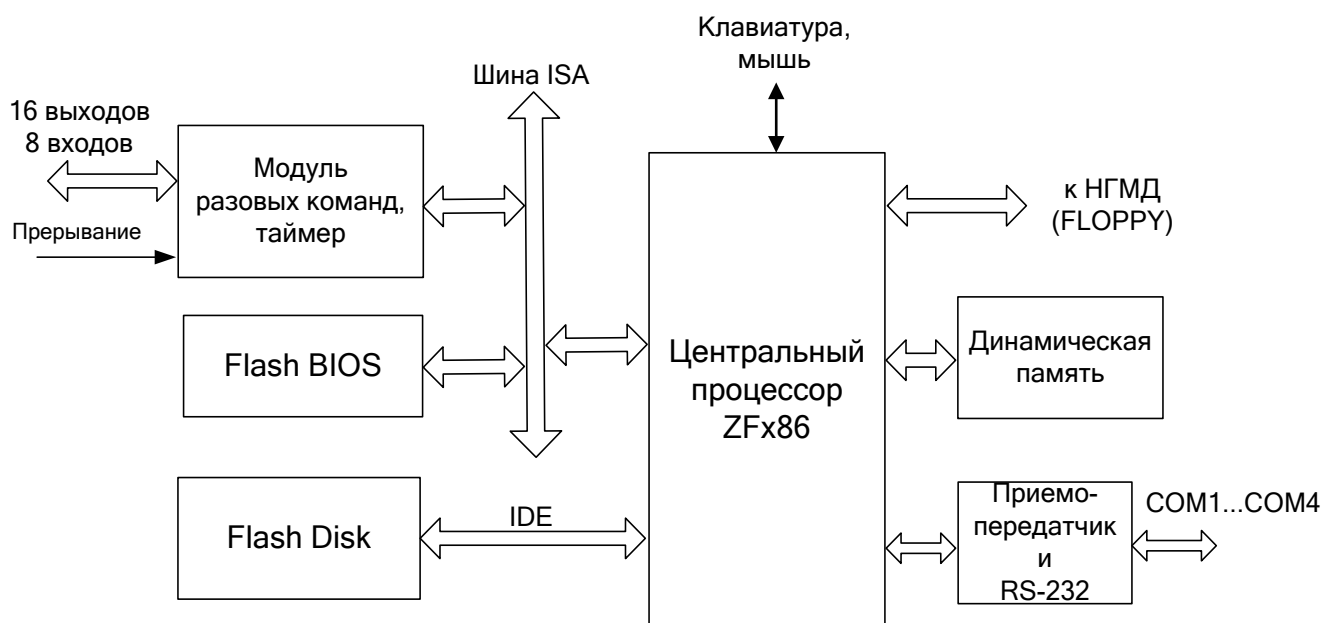 Клавиатура,
мышь
Шина ISA
16 выходов
8 входов
Модуль
разовых команд,
таймер
Прерывание
к НГМД
(FLOPPY)
Flash BIOS
Центральный
процессор
ZFx86
Динамическая
память
Flash Disk
IDE
Приемо-
передатчик
и
RS-232
COM1...COM4